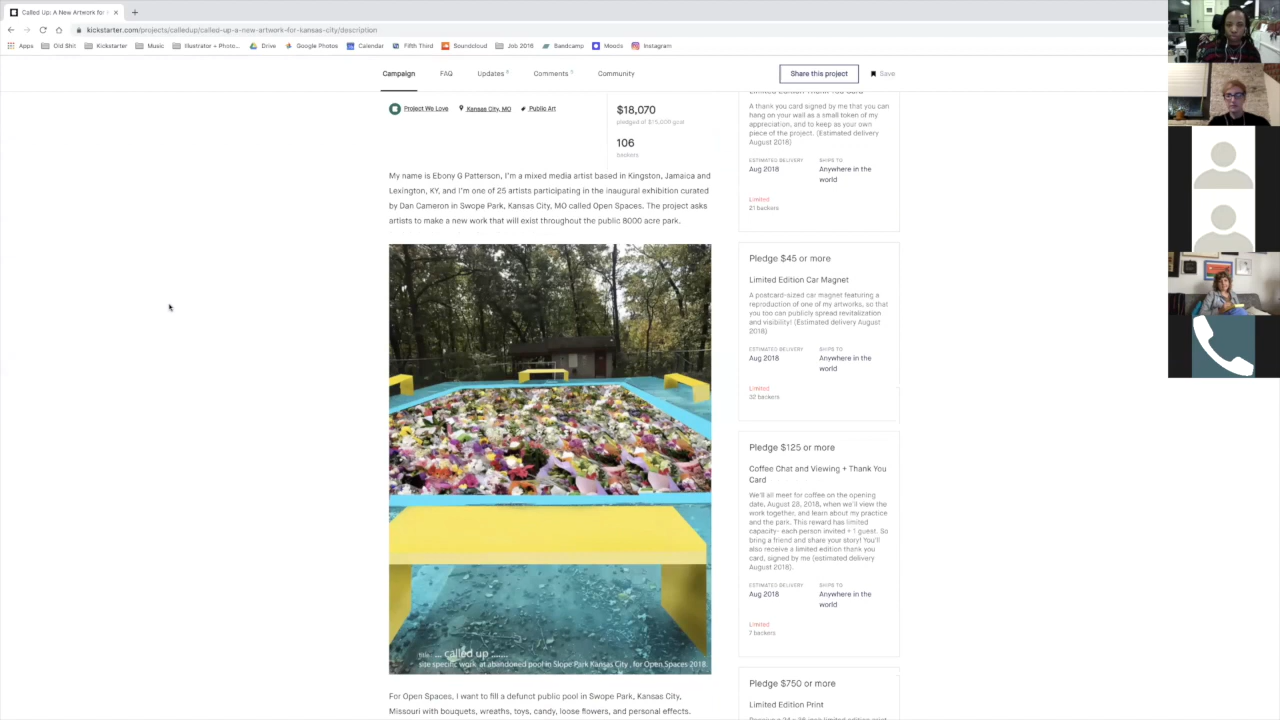 Called Up: A New Artwork for
kickstarter.com/projects/calledup/called-up-a-new-artwork-for-kansas-city/description
Apps Old Shit Kickstarter Music Illustrator + Photo... Drive Google Photos Calendar Fifth Third Soundcloud Job 2016 Bandcamp Moods Instagram
Campaign FAQ Updates 8 Comments Community
Share this project Save
Project We Love Kansas City, MO Public Art
$18,070
pledged of $15,000 goal
106
backers
My name is Ebony G Patterson, I'm a mixed media artist based in Kingston, Jamaica and
Lexington, KY, and I'm one of 25 artists participating in the inaugural exhibition curated
by Dan Cameron in Swope Park, Kansas City, MO called Open Spaces. The project asks
artists to make a new work that will exist throughout the public 8000 acre park.
title : ... called up ......
site specific work at abandoned pool in Slope Park Kansas City , for Open Spaces 2018.
For Open Spaces, I want to fill a defunct public pool in Swope Park, Kansas City,
Missouri with bouquets, wreaths, toys, candy, loose flowers, and personal effects.
Limited Edition Thank You Card
A thank you card signed by me that you can
hang on your wall as a small token of my
appreciation, and to keep as your own
piece of the project. (Estimated delivery
August 2018)
ESTIMATED DELIVERY SHIPS TO
Aug 2018 Anywhere in the
world
Limited
21 backers
Pledge $45 or more
Limited Edition Car Magnet
A postcard-sized car magnet featuring a
reproduction of one of my artworks, so that
you too can publicly spread revitalization
and visibility! (Estimated delivery August
2018)
ESTIMATED DELIVERY SHIPS TO
Aug 2018 Anywhere in the
world
Limited
32 backers
Pledge $125 or more
Coffee Chat and Viewing + Thank You
Card
We'll all meet for coffee on the opening
date, August 28, 2018, when we'll view the
work together, and learn about my practice
and the park. This reward has limited
capacity- each person invited + 1 guest. So
bring a friend and share your story! You'll
also receive a limited edition thank you
card, signed by me (estimated delivery
August 2018).
ESTIMATED DELIVERY SHIPS TO
Aug 2018 Anywhere in the
world
Limited
7 backers
Pledge $750 or more
Limited Edition Print